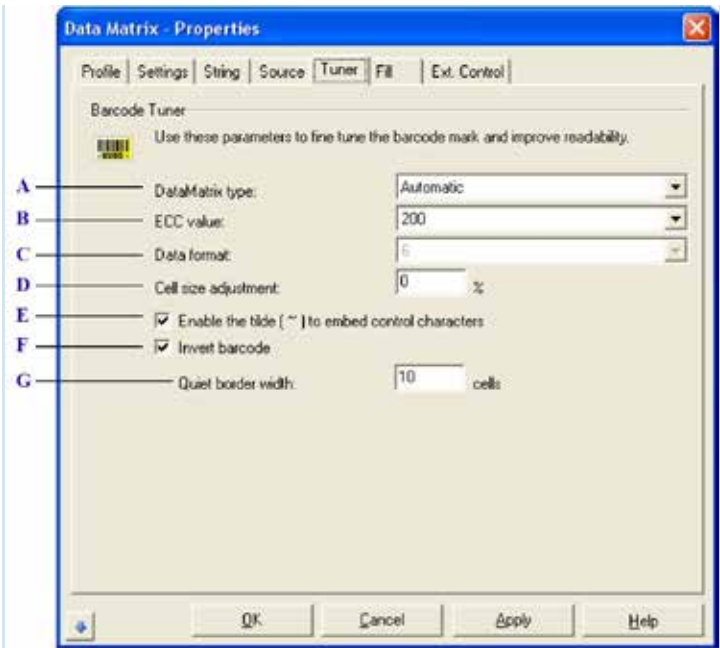 Data Matrix - Properties
Profile Settings String Source Tuner Fill Ext. Control
Barcode Tuner
Use these parameters to fine tune the barcode mark and improve readability.
A DataMatrix type: Automatic
B ECC value: 200
C Data format: 6
D Cell size adjustment: 0 %
E Enable the tilde ( ~ ) to embed control characters
F Invert barcode
G Quiet border width: 10 cells
OK Cancel Apply Help